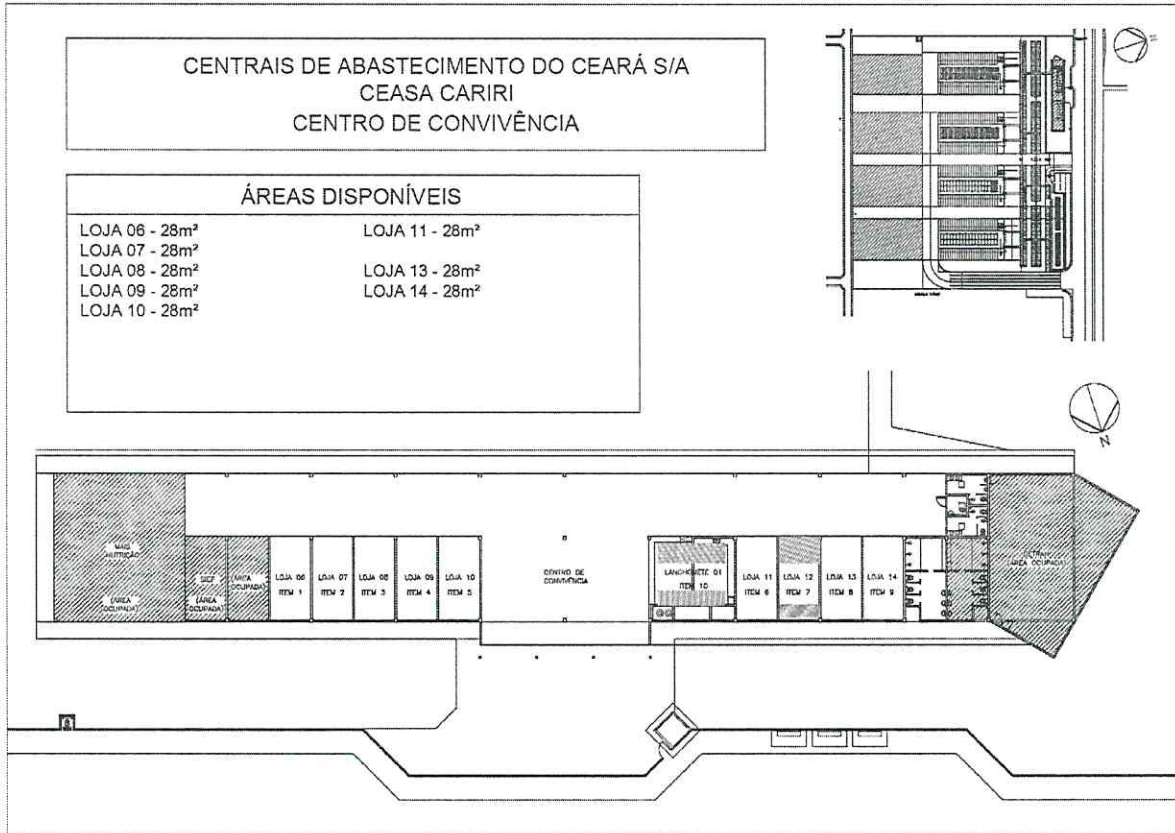 CENTRAIS DE ABASTECIMENTO DO CEARÁ S/A
CEASA CARIRI
CENTRO DE CONVIVÊNCIA
ÁREAS DISPONÍVEIS
LOJA 06 - 28m²
LOJA 07 - 28m²
LOJA 08 - 28m²
LOJA 09 - 28m²
LOJA 10 - 28m²
LOJA 11 - 28m²
LOJA 13 - 28m²
LOJA 14 - 28m²
N
MAIS
NUTRIÇÃO
(ÁREA
OCUPADA)
(ÁREA
OCUPADA)
(ÁREA
OCUPADA)
LOJA 06
ITEM 1
LOJA 07
ITEM 2
LOJA 08
ITEM 3
LOJA 09
ITEM 4
LOJA 10
ITEM 5
CENTRO DE
CONVIVÊNCIA
LANCHONETE 01
ITEM 10
LOJA 11
ITEM 6
LOJA 12
ITEM 7
LOJA 13
ITEM 8
LOJA 14
ITEM 9
(ÁREA OCUPADA)